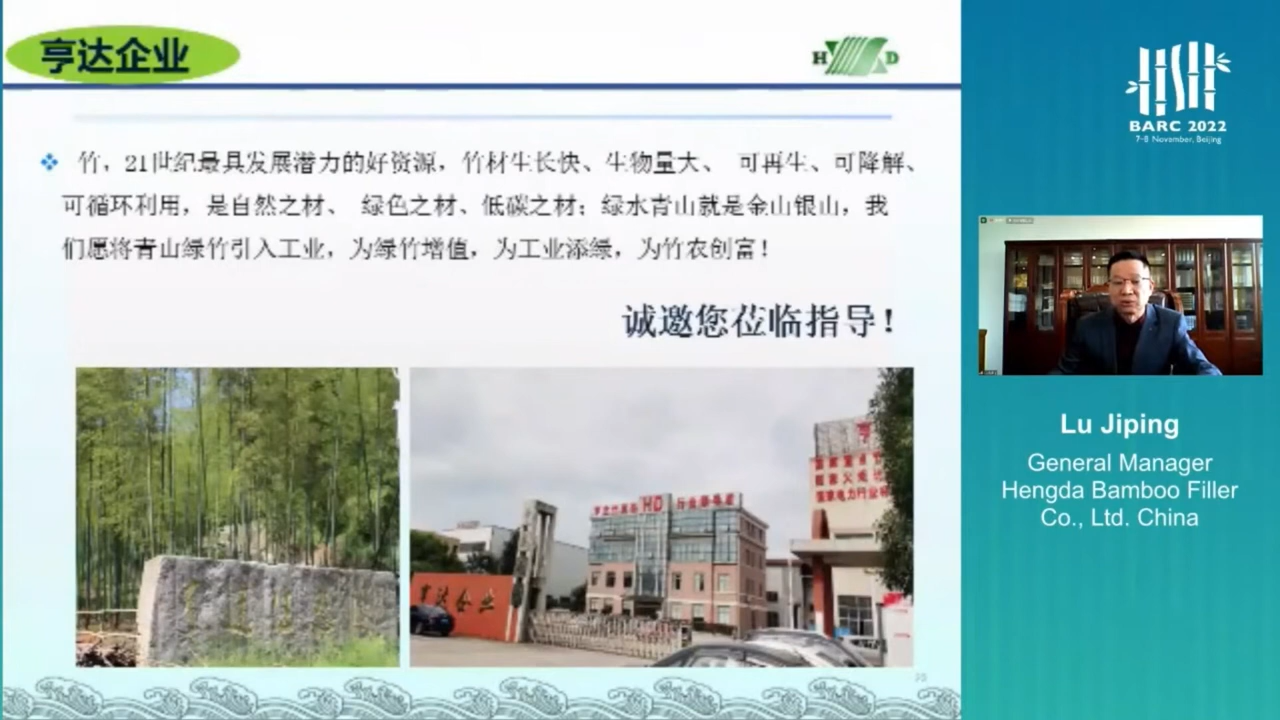 亨达企业
H D
竹，21世纪最具发展潜力的好资源，竹材生长快、生物量大、 可再生、可降解、
可循环利用，是自然之材、 绿色之材、低碳之材；绿水青山就是金山银山，我
们愿将青山绿竹引入工业，为绿竹增值，为工业添绿，为竹农创富！
诚邀您莅临指导！
HD
亨达企业
BARC 2022
7-8 November, Beijing
Lu Jiping
General Manager
Hengda Bamboo Filler
Co., Ltd. China